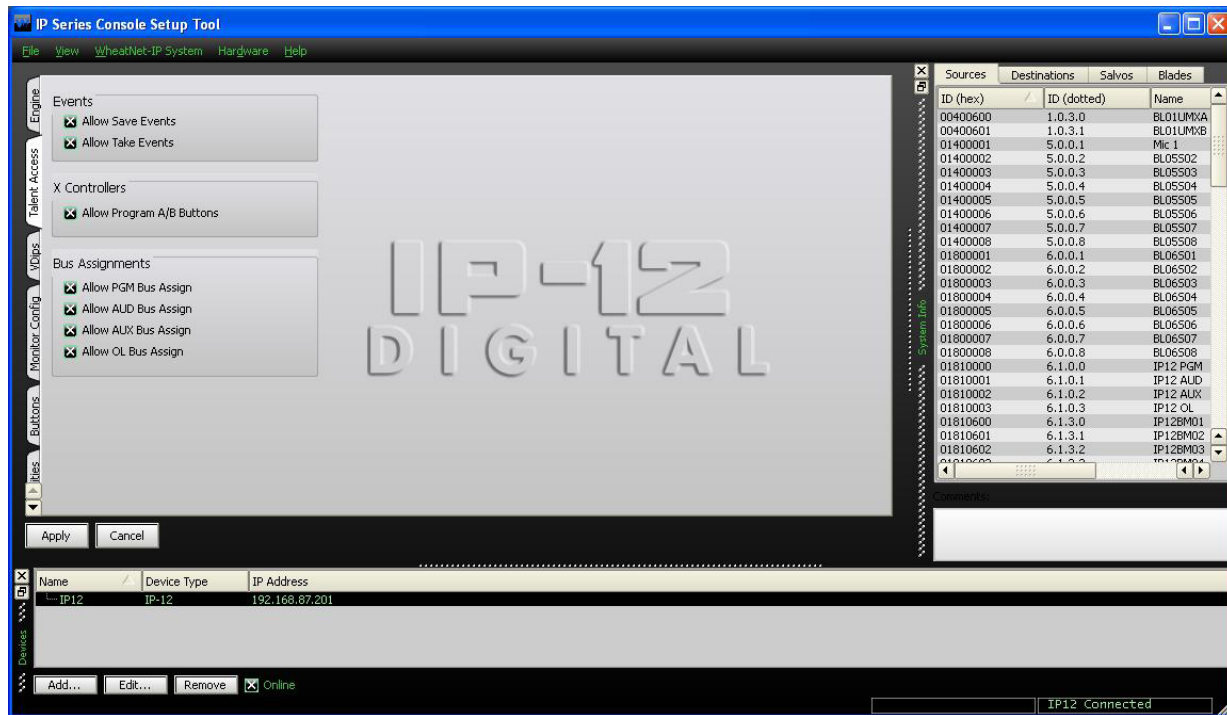 IP Series Console Setup Tool
File View WheatNet-IP System Hardware Help
Engine
Talent Access
VDips
Monitor Config
Buttons
Events
Allow Save Events
Allow Take Events
X Controllers
Allow Program A/B Buttons
Bus Assignments
Allow PGM Bus Assign
Allow AUD Bus Assign
Allow AUX Bus Assign
Allow OL Bus Assign
IP-12
DIGITAL
Apply Cancel
System Info
Sources Destinations Salvos Blades
ID (hex) ID (dotted) Name
00400600 1.0.3.0 BL01UMXA
00400601 1.0.3.1 BL01UMXB
01400001 5.0.0.1 Mic 1
01400002 5.0.0.2 BL05S02
01400003 5.0.0.3 BL05S03
01400004 5.0.0.4 BL05S04
01400005 5.0.0.5 BL05S05
01400006 5.0.0.6 BL05S06
01400007 5.0.0.7 BL05S07
01400008 5.0.0.8 BL05S08
01800001 6.0.0.1 BL06S01
01800002 6.0.0.2 BL06S02
01800003 6.0.0.3 BL06S03
01800004 6.0.0.4 BL06S04
01800005 6.0.0.5 BL06S05
01800006 6.0.0.6 BL06S06
01800007 6.0.0.7 BL06S07
01800008 6.0.0.8 BL06S08
01810000 6.1.0.0 IP12 PGM
01810001 6.1.0.1 IP12 AUD
01810002 6.1.0.2 IP12 AUX
01810003 6.1.0.3 IP12 OL
01810600 6.1.3.0 IP12BM01
01810601 6.1.3.1 IP12BM02
01810602 6.1.3.2 IP12BM03
Comments:
Devices
Name Device Type IP Address
IP12 IP-12 192.168.87.201
Add... Edit... Remove Online
IP12 Connected